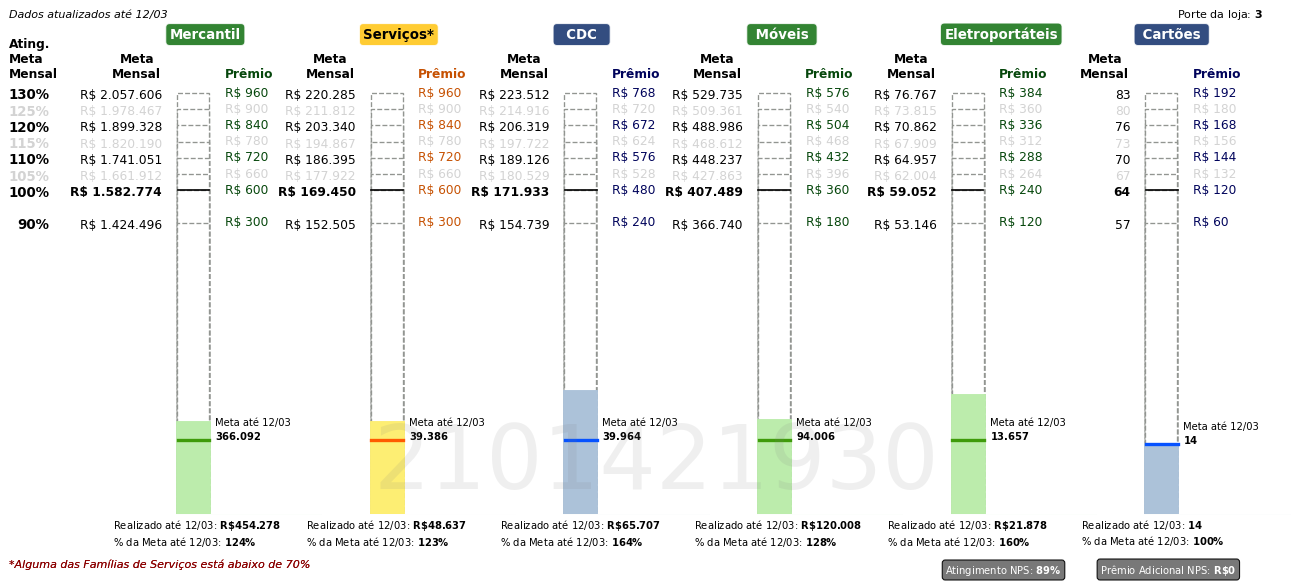 Dados atualizados até 12/03 Porte da loja: 3
Mercantil Serviços* CDC Móveis Eletroportáteis Cartões
Ating. Meta Mensal Meta Mensal Prêmio Meta Mensal Prêmio Meta Mensal Prêmio Meta Mensal Prêmio Meta Mensal Prêmio Meta Mensal Prêmio
130% R$ 2.057.606 R$ 960 R$ 220.285 R$ 960 R$ 223.512 R$ 768 R$ 529.735 R$ 576 R$ 76.767 R$ 384 83 R$ 192
125% R$ 1.978.467 R$ 900 R$ 211.812 R$ 900 R$ 214.916 R$ 720 R$ 509.361 R$ 540 R$ 73.815 R$ 360 80 R$ 180
120% R$ 1.899.328 R$ 840 R$ 203.340 R$ 840 R$ 206.319 R$ 672 R$ 488.986 R$ 504 R$ 70.862 R$ 336 76 R$ 168
115% R$ 1.820.190 R$ 780 R$ 194.867 R$ 780 R$ 197.722 R$ 624 R$ 468.612 R$ 468 R$ 67.909 R$ 312 73 R$ 156
110% R$ 1.741.051 R$ 720 R$ 186.395 R$ 720 R$ 189.126 R$ 576 R$ 448.237 R$ 432 R$ 64.957 R$ 288 70 R$ 144
105% R$ 1.661.912 R$ 660 R$ 177.922 R$ 660 R$ 180.529 R$ 528 R$ 427.863 R$ 396 R$ 62.004 R$ 264 67 R$ 132
100% R$ 1.582.774 R$ 600 R$ 169.450 R$ 600 R$ 171.933 R$ 480 R$ 407.489 R$ 360 R$ 59.052 R$ 240 64 R$ 120
90% R$ 1.424.496 R$ 300 R$ 152.505 R$ 300 R$ 154.739 R$ 240 R$ 366.740 R$ 180 R$ 53.146 R$ 120 57 R$ 60
Meta até 12/03 Meta até 12/03 Meta até 12/03 Meta até 12/03 Meta até 12/03 Meta até 12/03
366.092 39.386 39.964 94.006 13.657 14
2101421930
Realizado até 12/03: R$454.278 Realizado até 12/03: R$48.637 Realizado até 12/03: R$65.707 Realizado até 12/03: R$120.008 Realizado até 12/03: R$21.878 Realizado até 12/03: 14
% da Meta até 12/03: 124% % da Meta até 12/03: 123% % da Meta até 12/03: 164% % da Meta até 12/03: 128% % da Meta até 12/03: 160% % da Meta até 12/03: 100%
*Alguma das Famílias de Serviços está abaixo de 70% Atingimento NPS: 89% Prêmio Adicional NPS: R$0